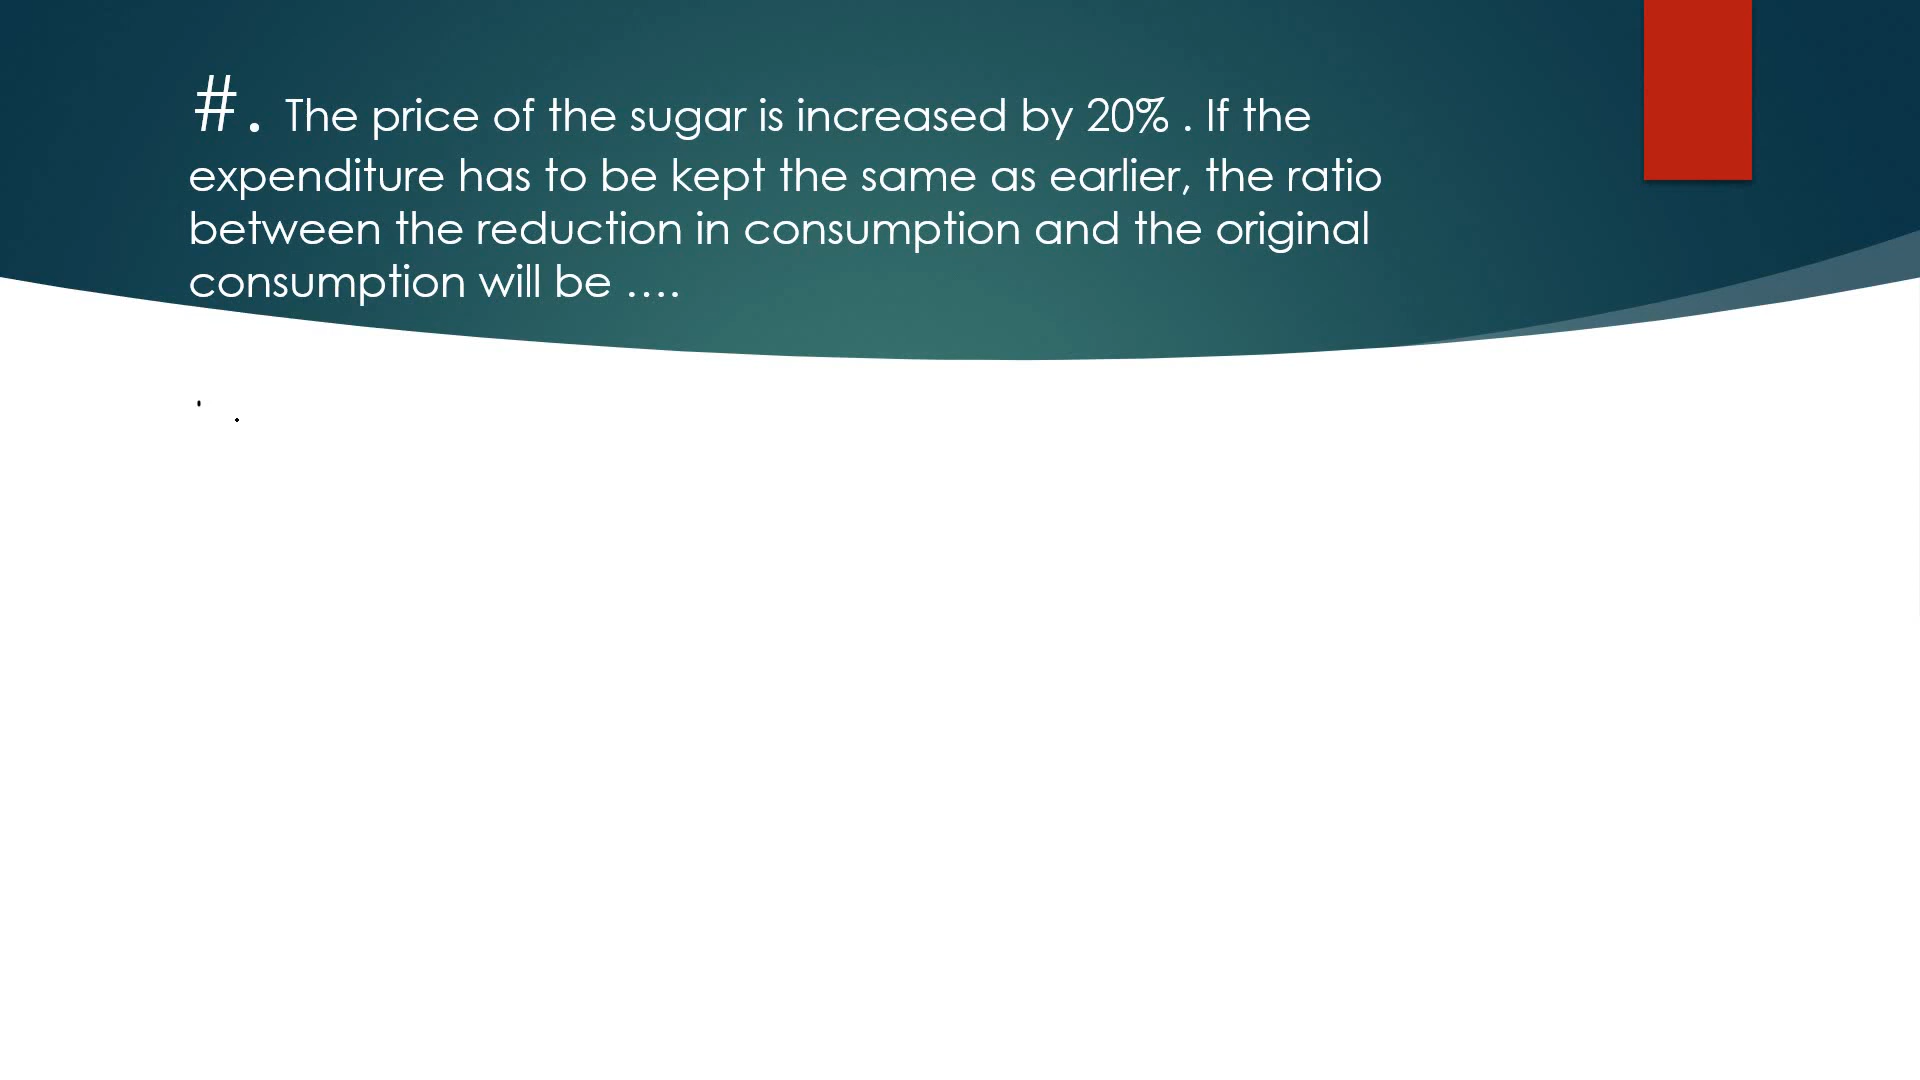 #. The price of the sugar is increased by 20% . If the
expenditure has to be kept the same as earlier, the ratio
between the reduction in consumption and the original
consumption will be ....